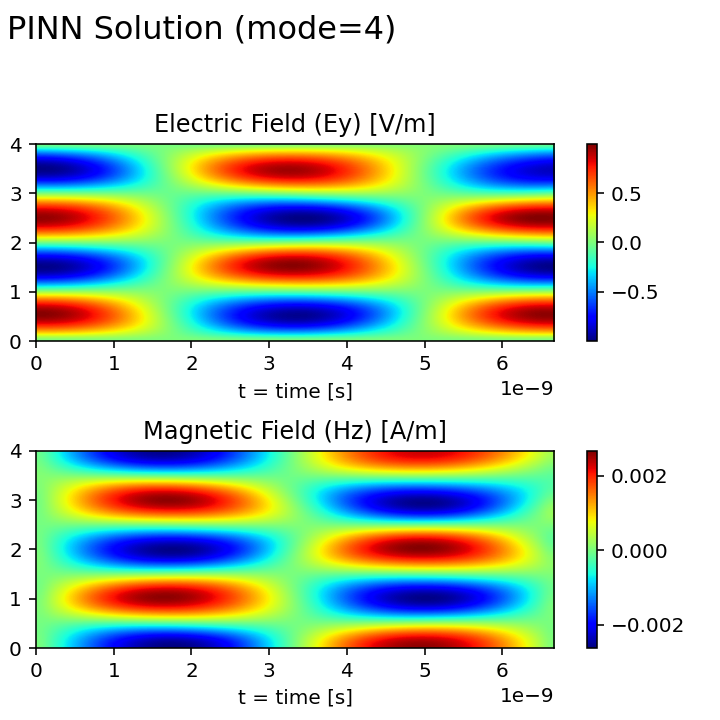 PINN Solution (mode=4)
Electric Field (Ey) [V/m]
4
3
2
1
0
0 1 2 3 4 5 6
1e−9
t = time [s]
0.5
0.0
−0.5
Magnetic Field (Hz) [A/m]
4
3
2
1
0
0 1 2 3 4 5 6
1e−9
t = time [s]
0.002
0.000
−0.002